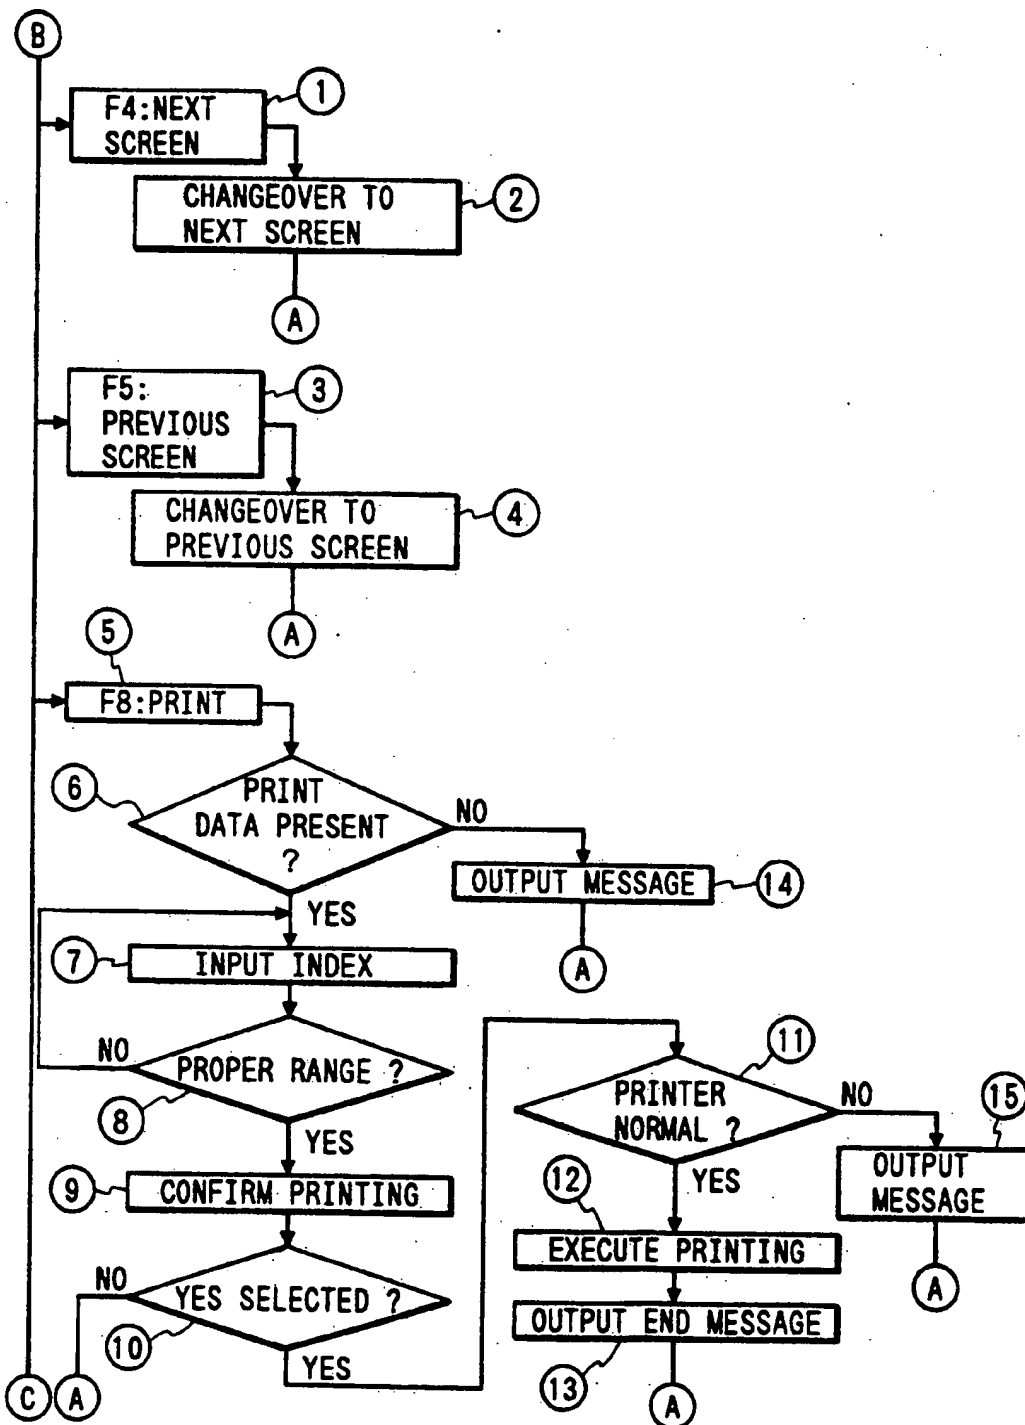 B
1
F4:NEXT
SCREEN
CHANGEOVER TO
NEXT SCREEN
2
A
F5:
PREVIOUS
SCREEN
3
CHANGEOVER TO
PREVIOUS SCREEN
4
A
5
F8:PRINT
6
PRINT
DATA PRESENT
?
NO
OUTPUT MESSAGE
14
A
YES
7
INPUT INDEX
NO
PROPER RANGE ?
8
YES
9
CONFIRM PRINTING
NO
YES SELECTED ?
10
YES
C
A
11
PRINTER
NORMAL ?
NO
15
OUTPUT
MESSAGE
A
YES
12
EXECUTE PRINTING
OUTPUT END MESSAGE
13
A